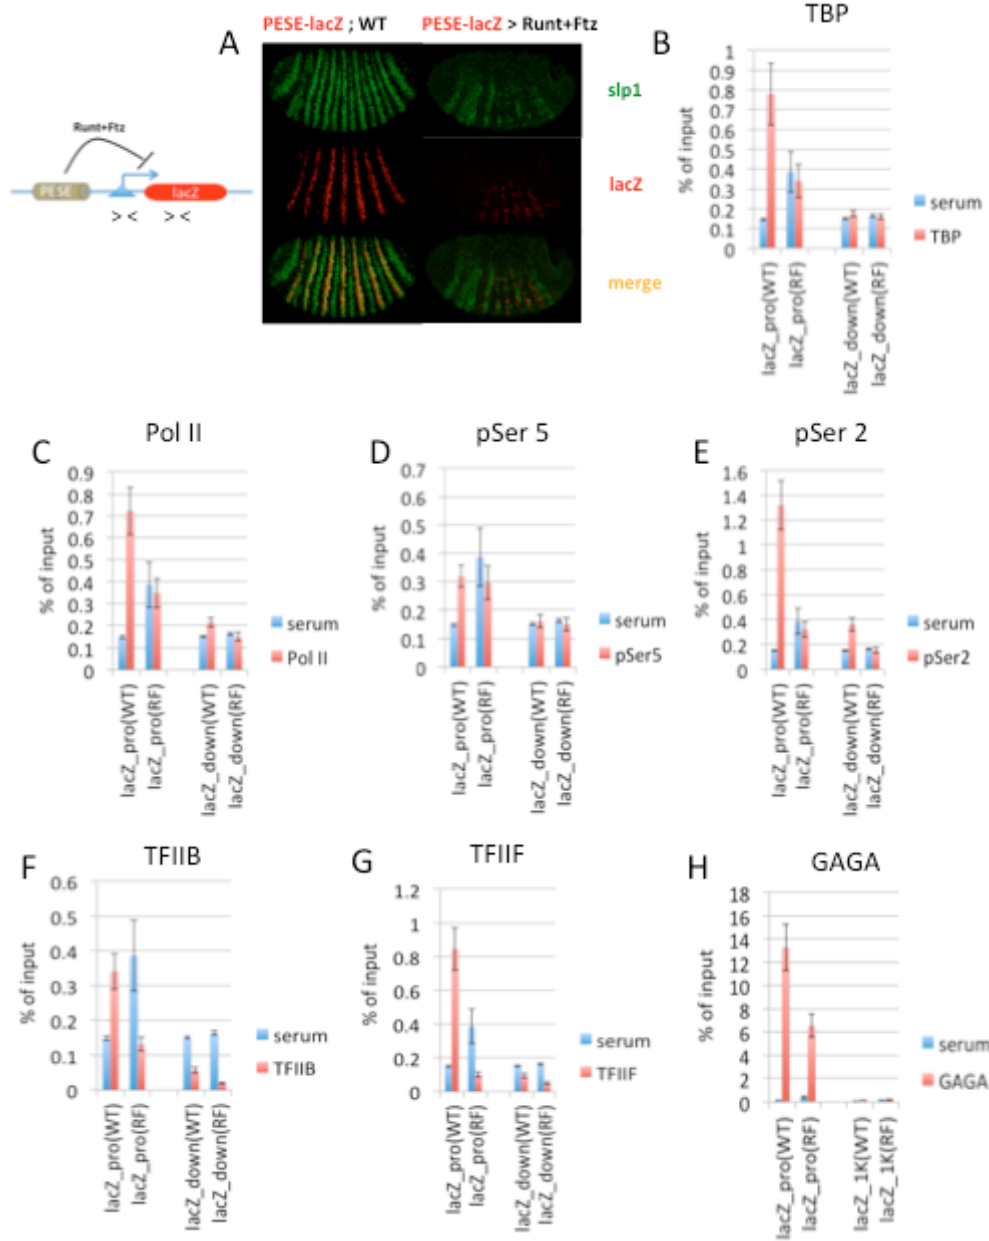 A
PESE-lacZ ; WT
PESE-lacZ > Runt+Ftz
slp1
lacZ
merge
Runt+Ftz
PESE
lacZ
> <
> <
B
TBP
% of input
1
0.9
0.8
0.7
0.6
0.5
0.4
0.3
0.2
0.1
0
serum
TBP
lacZ_pro(WT)
lacZ_pro(RF)
lacZ_down(WT)
lacZ_down(RF)
C
Pol II
% of input
0.9
0.8
0.7
0.6
0.5
0.4
0.3
0.2
0.1
0
serum
Pol II
lacZ_pro(WT)
lacZ_pro(RF)
lacZ_down(WT)
lacZ_down(RF)
D
pSer 5
% of input
0.7
0.6
0.5
0.4
0.3
0.2
0.1
0
serum
pSer5
lacZ_pro(WT)
lacZ_pro(RF)
lacZ_down(WT)
lacZ_down(RF)
E
pSer 2
% of input
1.6
1.4
1.2
1
0.8
0.6
0.4
0.2
0
serum
pSer2
lacZ_pro(WT)
lacZ_pro(RF)
lacZ_down(WT)
lacZ_down(RF)
F
TFIIB
% of input
0.6
0.5
0.4
0.3
0.2
0.1
0
serum
TFIIB
lacZ_pro(WT)
lacZ_pro(RF)
lacZ_down(WT)
lacZ_down(RF)
G
TFIIF
% of input
1.2
1
0.8
0.6
0.4
0.2
0
serum
TFIIF
lacZ_pro(WT)
lacZ_pro(RF)
lacZ_down(WT)
lacZ_down(RF)
H
GAGA
% of input
18
16
14
12
10
8
6
4
2
0
serum
GAGA
lacZ_pro(WT)
lacZ_pro(RF)
lacZ_1K(WT)
lacZ_1K(RF)